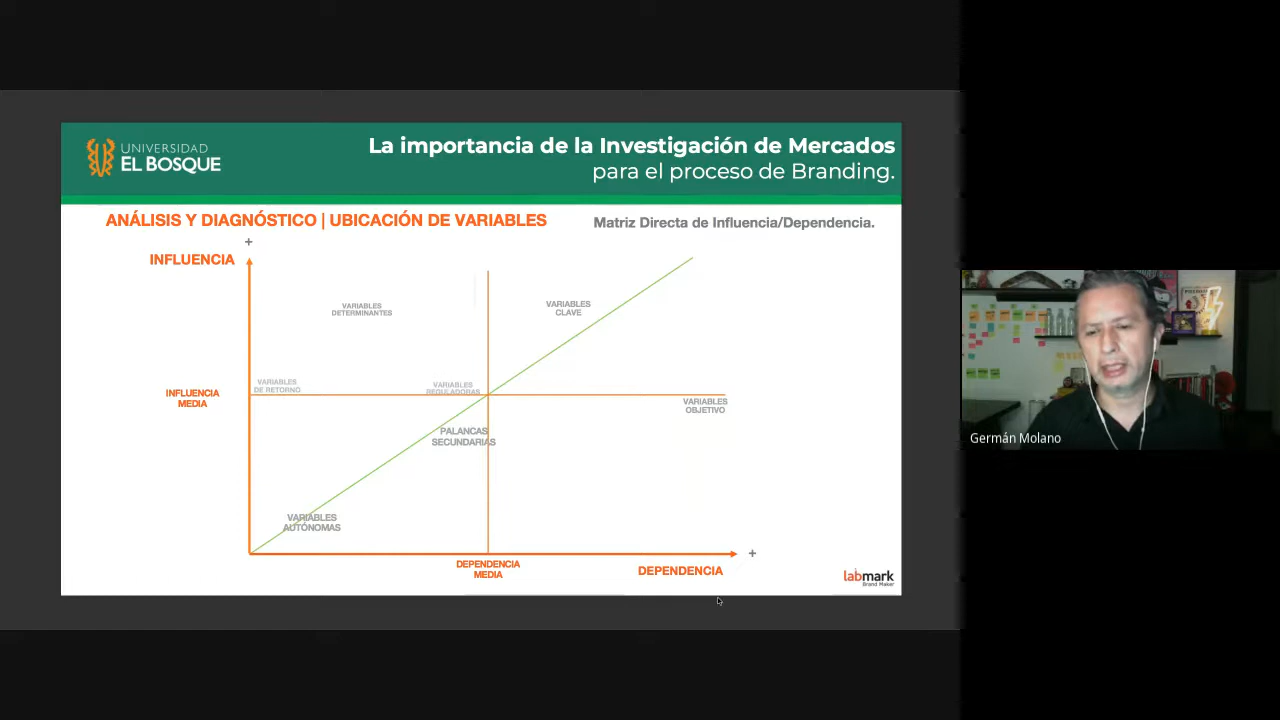 UNIVERSIDAD
EL BOSQUE
La importancia de la Investigación de Mercados
para el proceso de Branding.
ANÁLISIS Y DIAGNÓSTICO | UBICACIÓN DE VARIABLES
Matriz Directa de Influencia/Dependencia.
+
INFLUENCIA
VARIABLES
DETERMINANTES
VARIABLES
CLAVE
VARIABLES
DE RETORNO
VARIABLES
REGULADORAS
INFLUENCIA
MEDIA
VARIABLES
OBJETIVO
PALANCAS
SECUNDARIAS
VARIABLES
AUTÓNOMAS
+
DEPENDENCIA
MEDIA
DEPENDENCIA
labmark
Brand Maker
Germán Molano